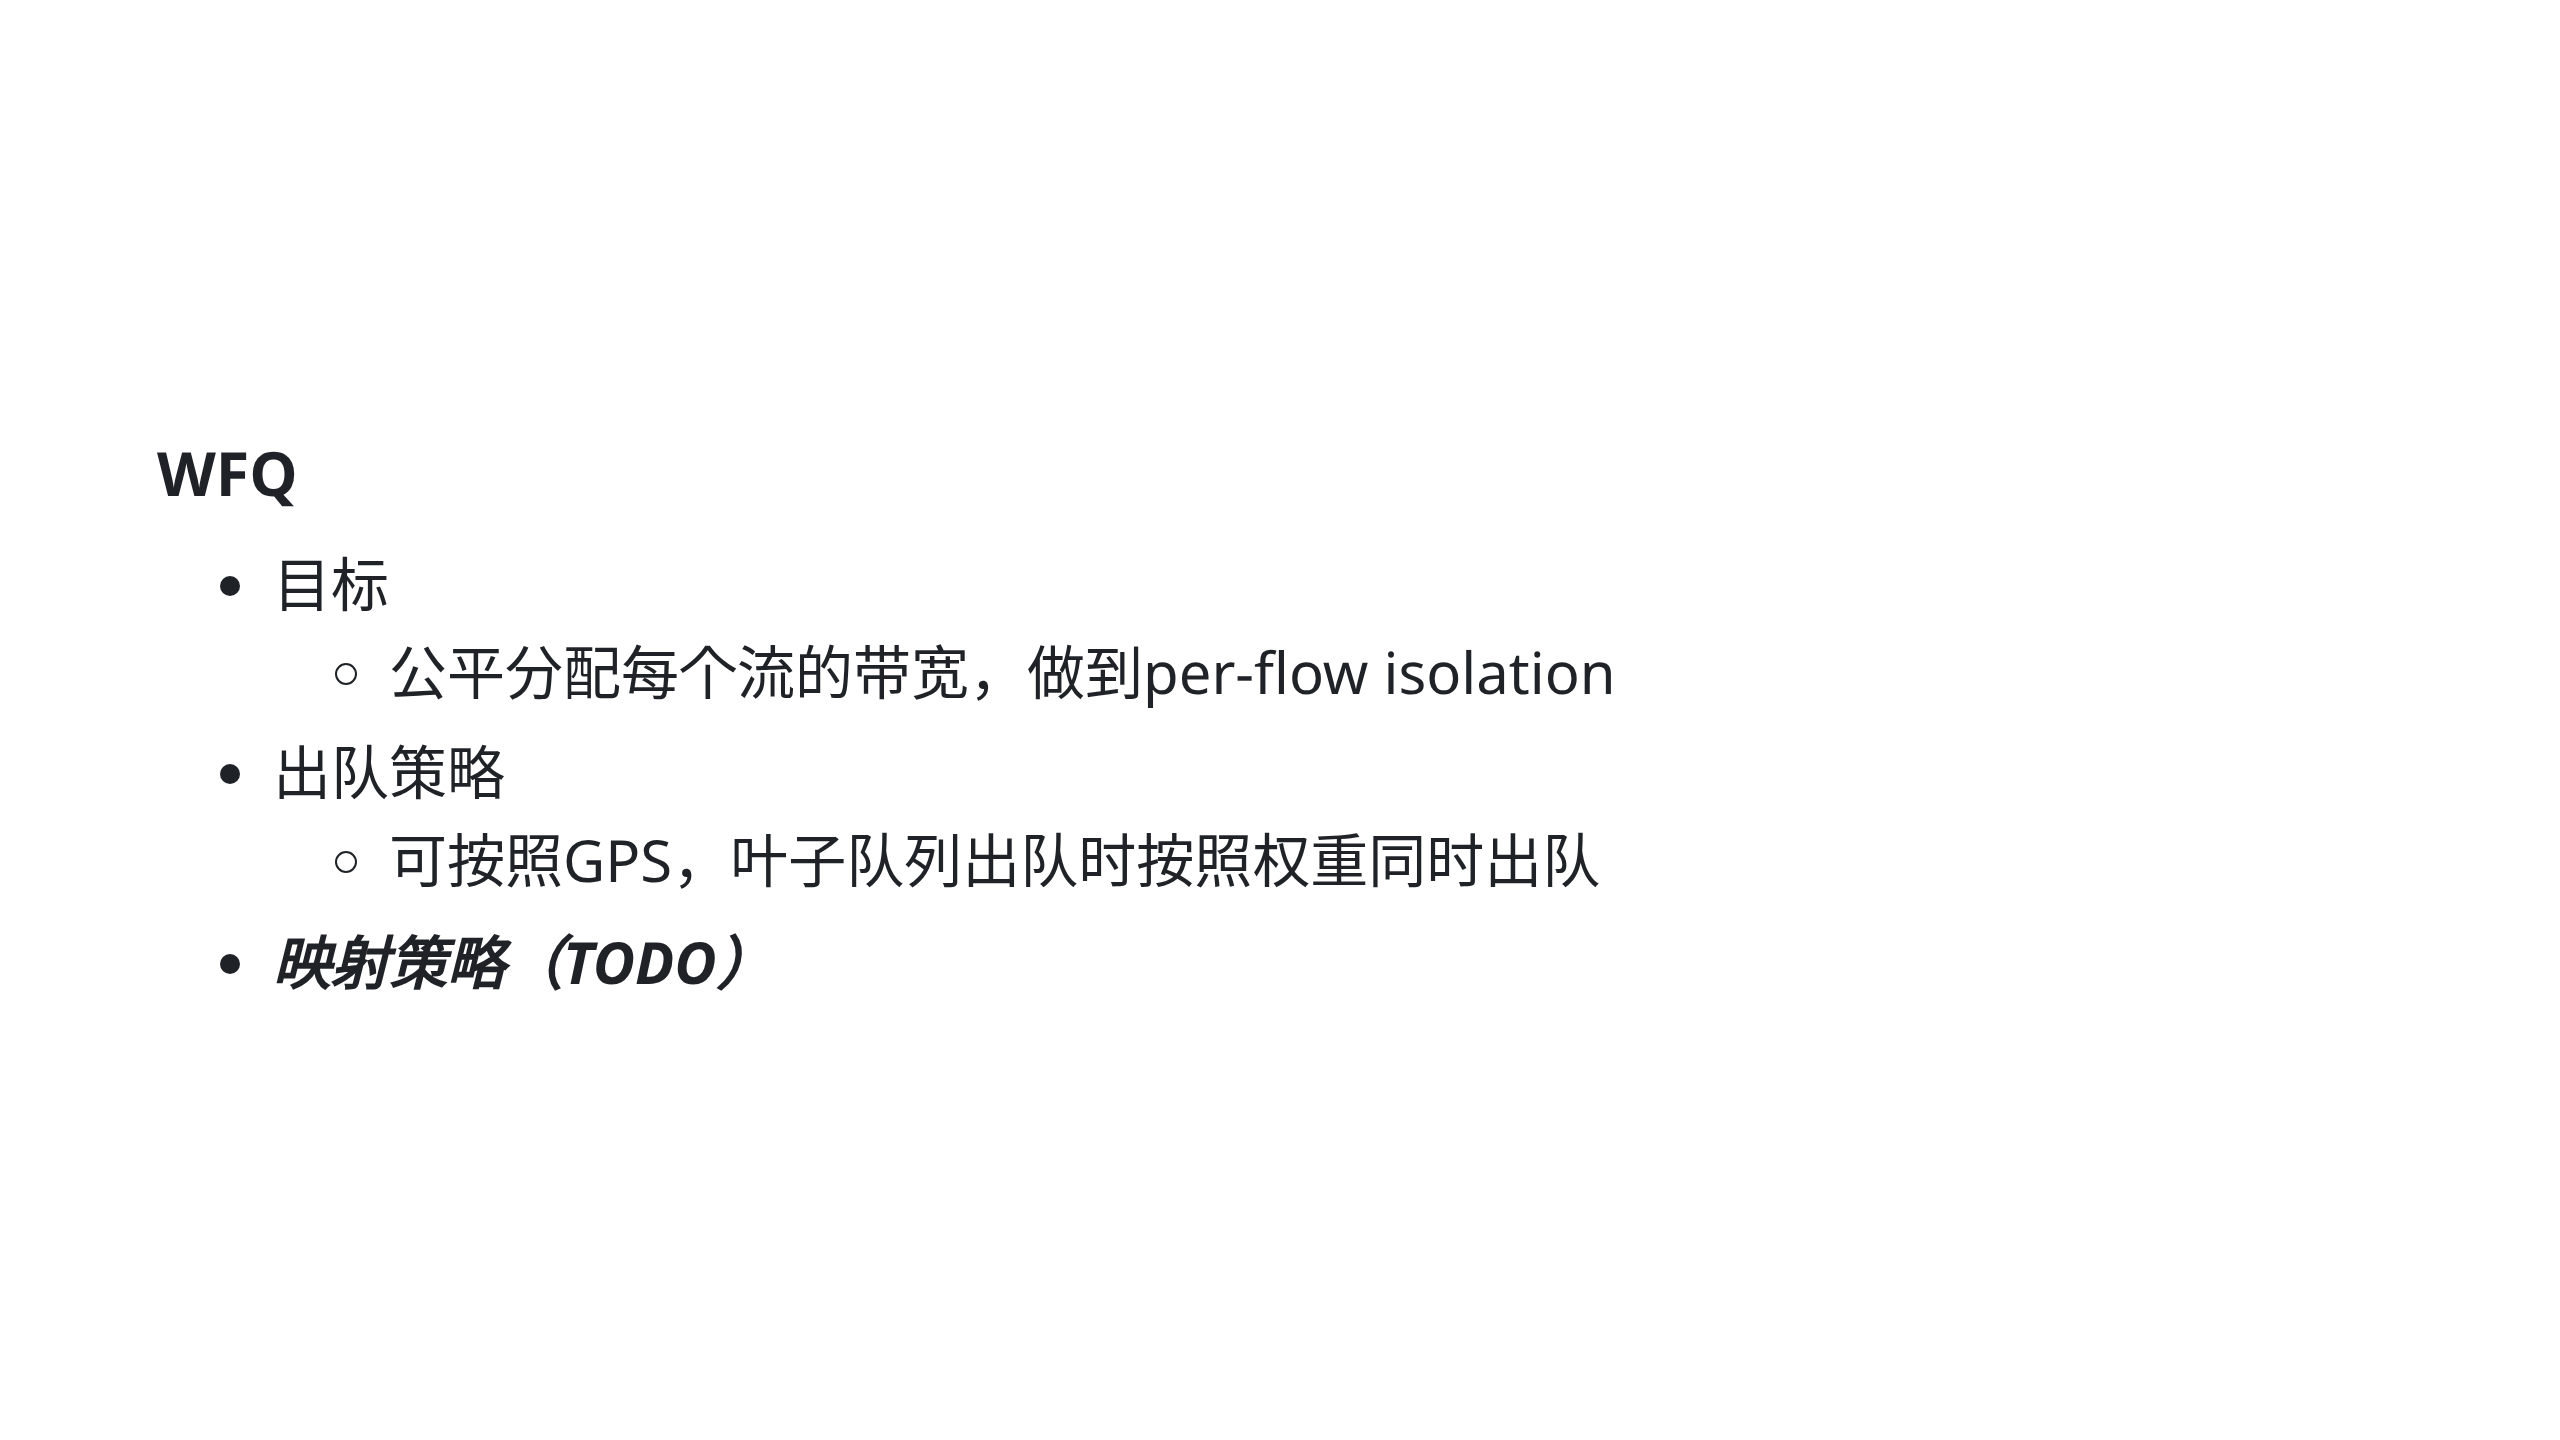 WFQ
目标
公平分配每个流的带宽，做到per-flow isolation
出队策略
可按照GPS，叶子队列出队时按照权重同时出队
映射策略（TODO）